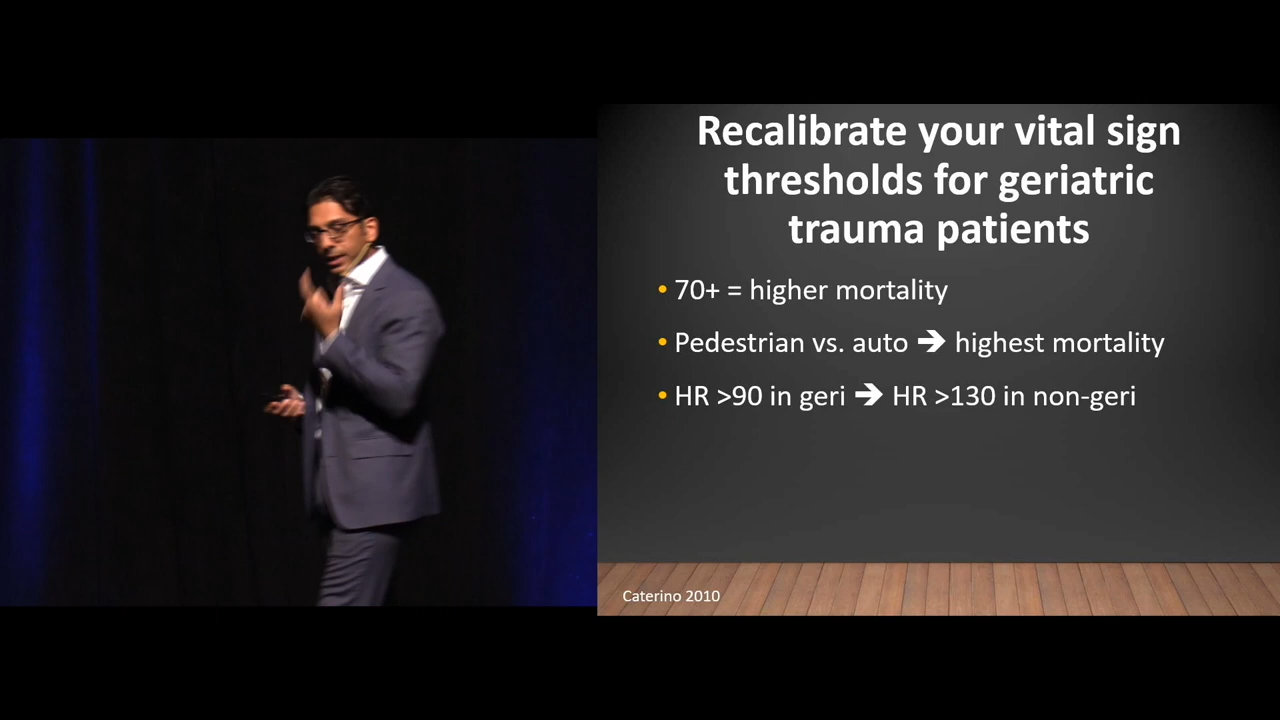 Recalibrate your vital sign
thresholds for geriatric
trauma patients
• 70+ = higher mortality
• Pedestrian vs. auto ➔ highest mortality
• HR >90 in geri ➔ HR >130 in non-geri
Caterino 2010